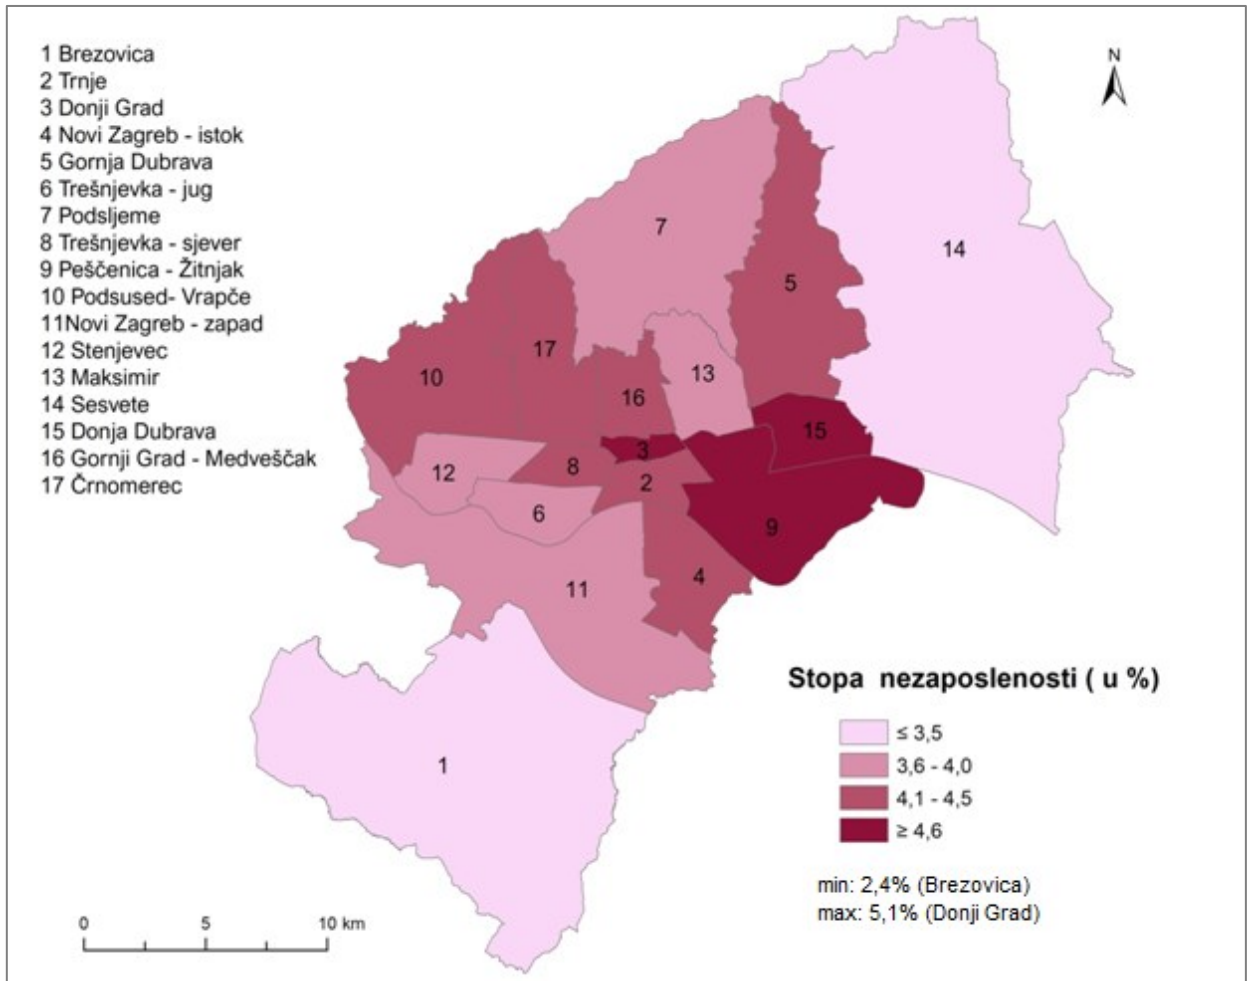 1 Brezovica
2 Trnje
3 Donji Grad
4 Novi Zagreb - istok
5 Gornja Dubrava
6 Trešnjevka - jug
7 Podsljeme
8 Trešnjevka - sjever
9 Peščenica - Žitnjak
10 Podsused- Vrapče
11Novi Zagreb - zapad
12 Stenjevec
13 Maksimir
14 Sesvete
15 Donja Dubrava
16 Gornji Grad - Medveščak
17 Črnomerec
N
7
14
5
17
13
10
16
15
3
8
12
2
6
9
4
11
1
Stopa nezaposlenosti ( u %)
≤ 3,5
3,6 - 4,0
4,1 - 4,5
≥ 4,6
min: 2,4% (Brezovica)
max: 5,1% (Donji Grad)
0 5 10 km